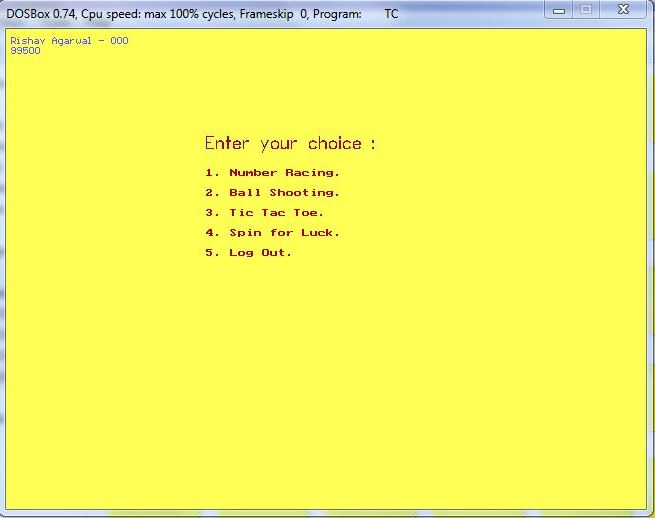 DOSBox 0.74, Cpu speed: max 100% cycles, Frameskip 0, Program: TC
Rishav Agarwal - 000
99500
Enter your choice :
1. Number Racing.
2. Ball Shooting.
3. Tic Tac Toe.
4. Spin for Luck.
5. Log Out.